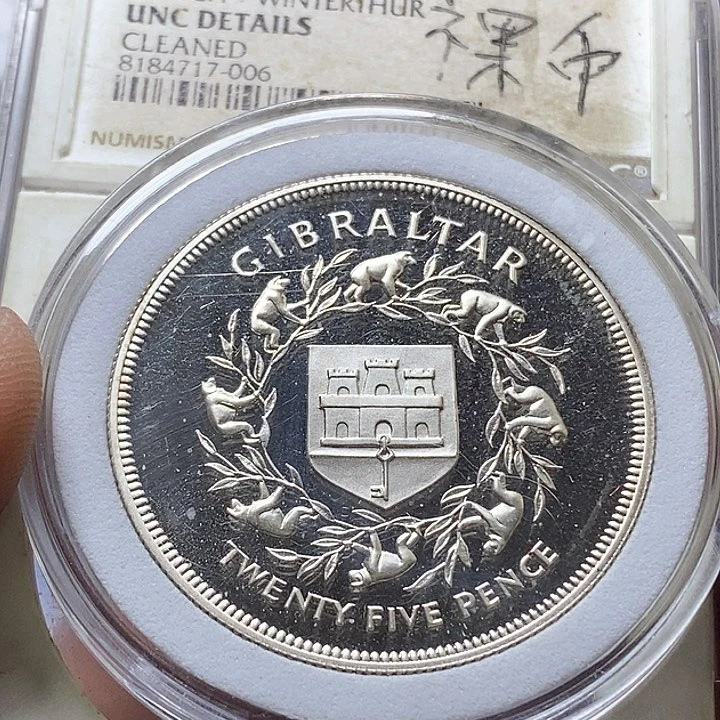 WINTERTHUR
UNC DETAILS
CLEANED
8184717-006
裸币
NUMISM
GIBRALTAR
TWENTY FIVE PENCE